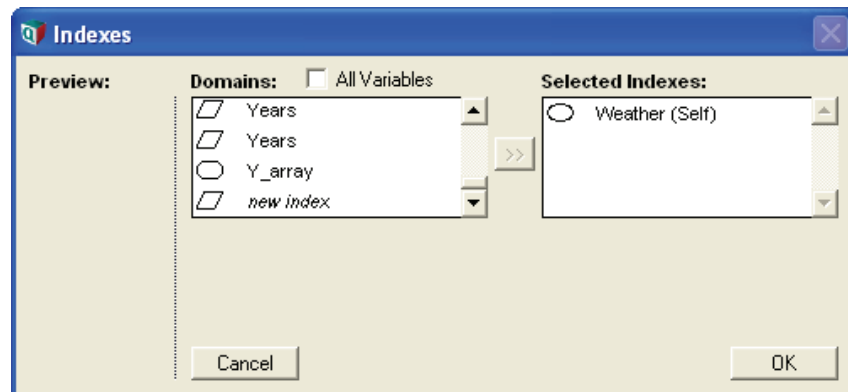 Indexes
Preview:
Domains:
All Variables
Selected Indexes:
Years
Years
Y_array
new index
>>
Weather (Self)
Cancel
OK